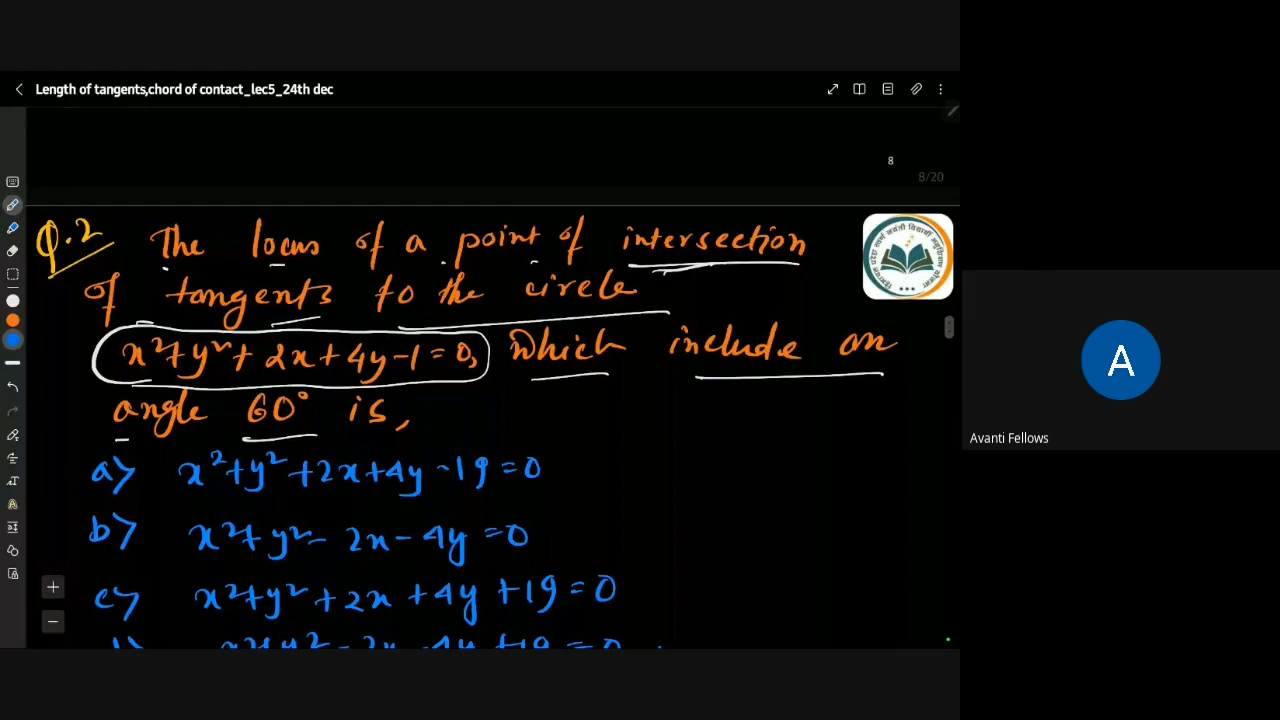 Length of tangents,chord of contact_lec5_24th dec
8
8/20
Q.2 The locus of a point of intersection
of tangents to the circle
x²+y²+2x+4y-1=0, which include an
angle 60° is,
a) x²+y²+2x+4y-19=0
b) x²+y²-2x-4y=0
c) x²+y²+2x+4y+19=0
A
Avanti Fellows